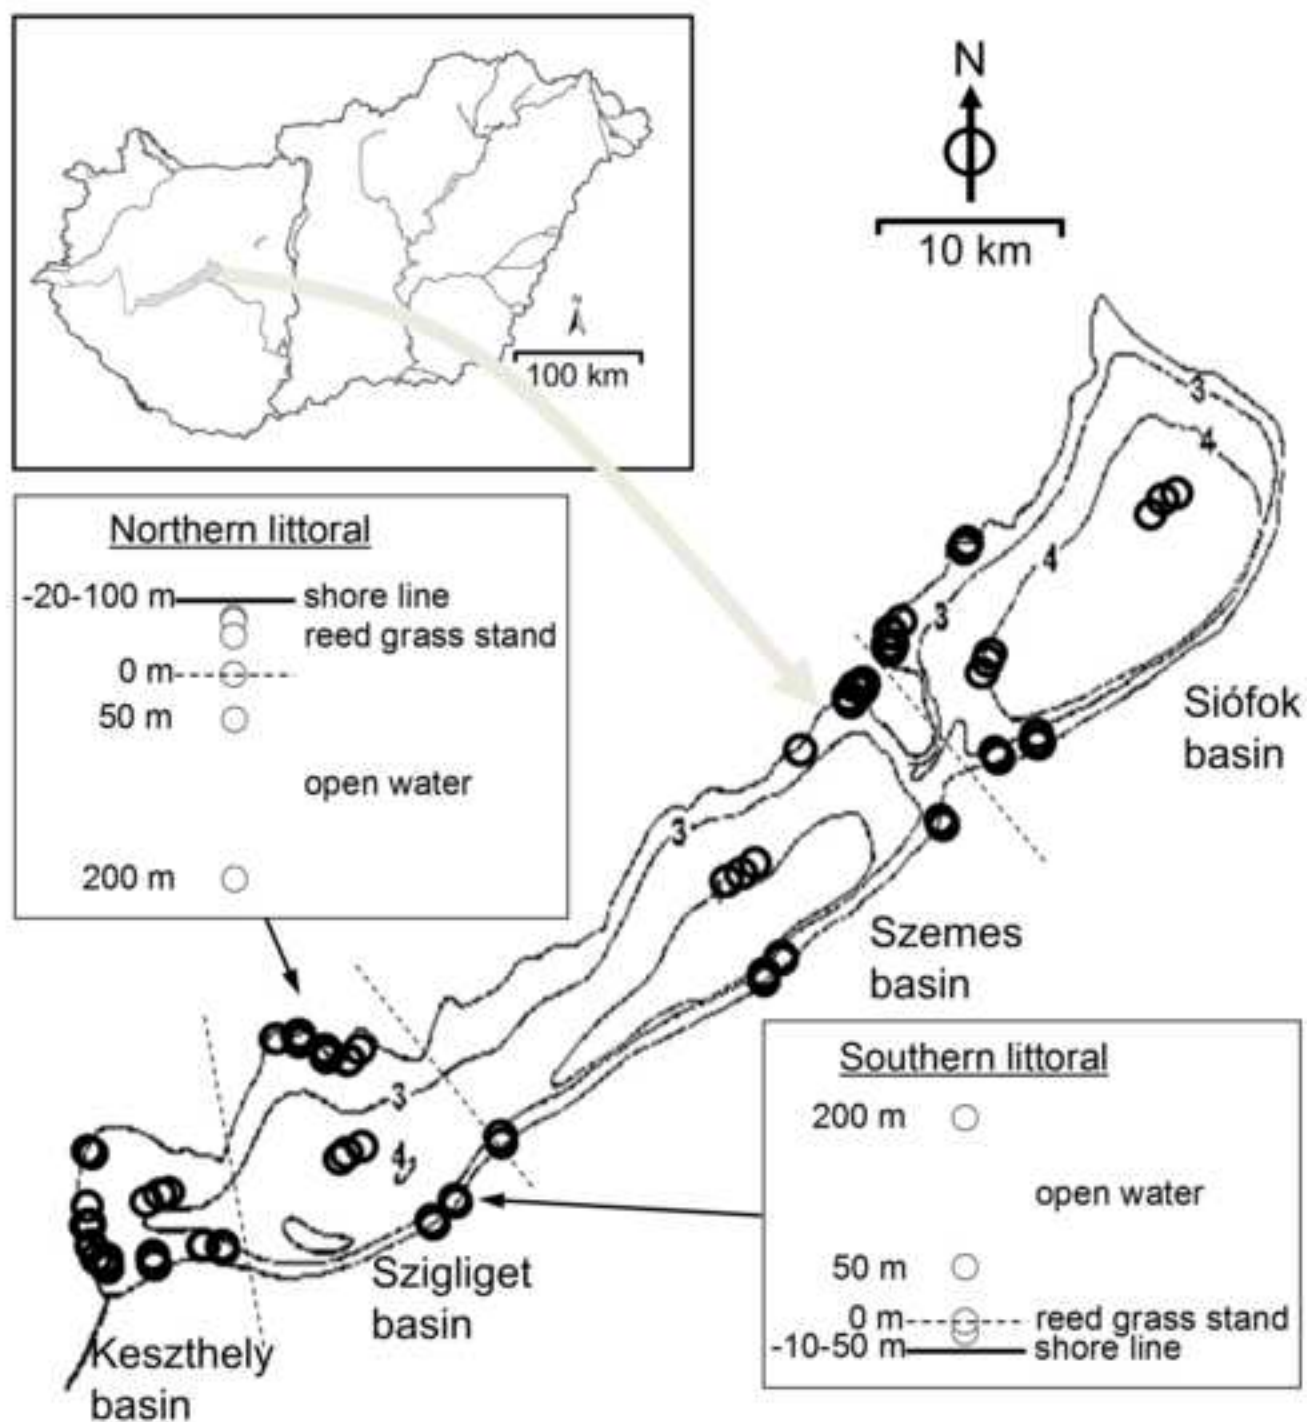 N
100 km
N
10 km
3
4
4
3
Siófok
basin
Northern littoral
-20-100 m
shore line
reed grass stand
0 m
50 m
open water
200 m
3
Szemes
basin
3
4
Szigliget
basin
Keszthely
basin
Southern littoral
200 m
open water
50 m
0 m
reed grass stand
-10-50 m
shore line